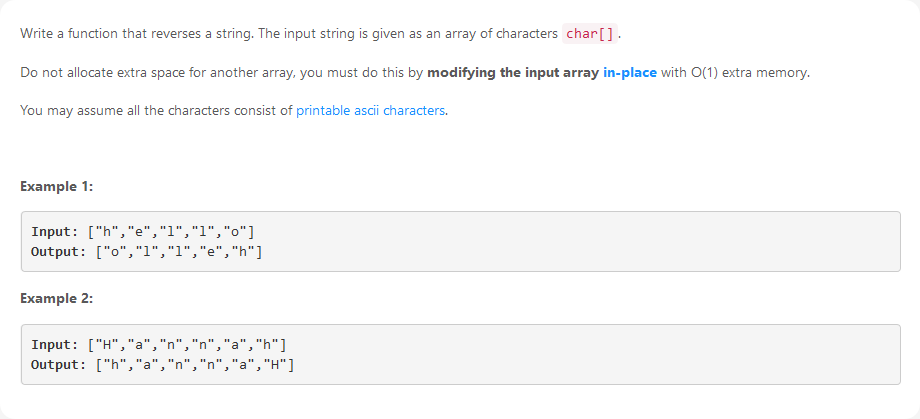 Write a function that reverses a string. The input string is given as an array of characters char[].
Do not allocate extra space for another array, you must do this by modifying the input array in-place with O(1) extra memory.
You may assume all the characters consist of printable ascii characters.
Example 1:
Input: ["h","e","l","l","o"]
Output: ["o","l","l","e","h"]
Example 2:
Input: ["H","a","n","n","a","h"]
Output: ["h","a","n","n","a","H"]